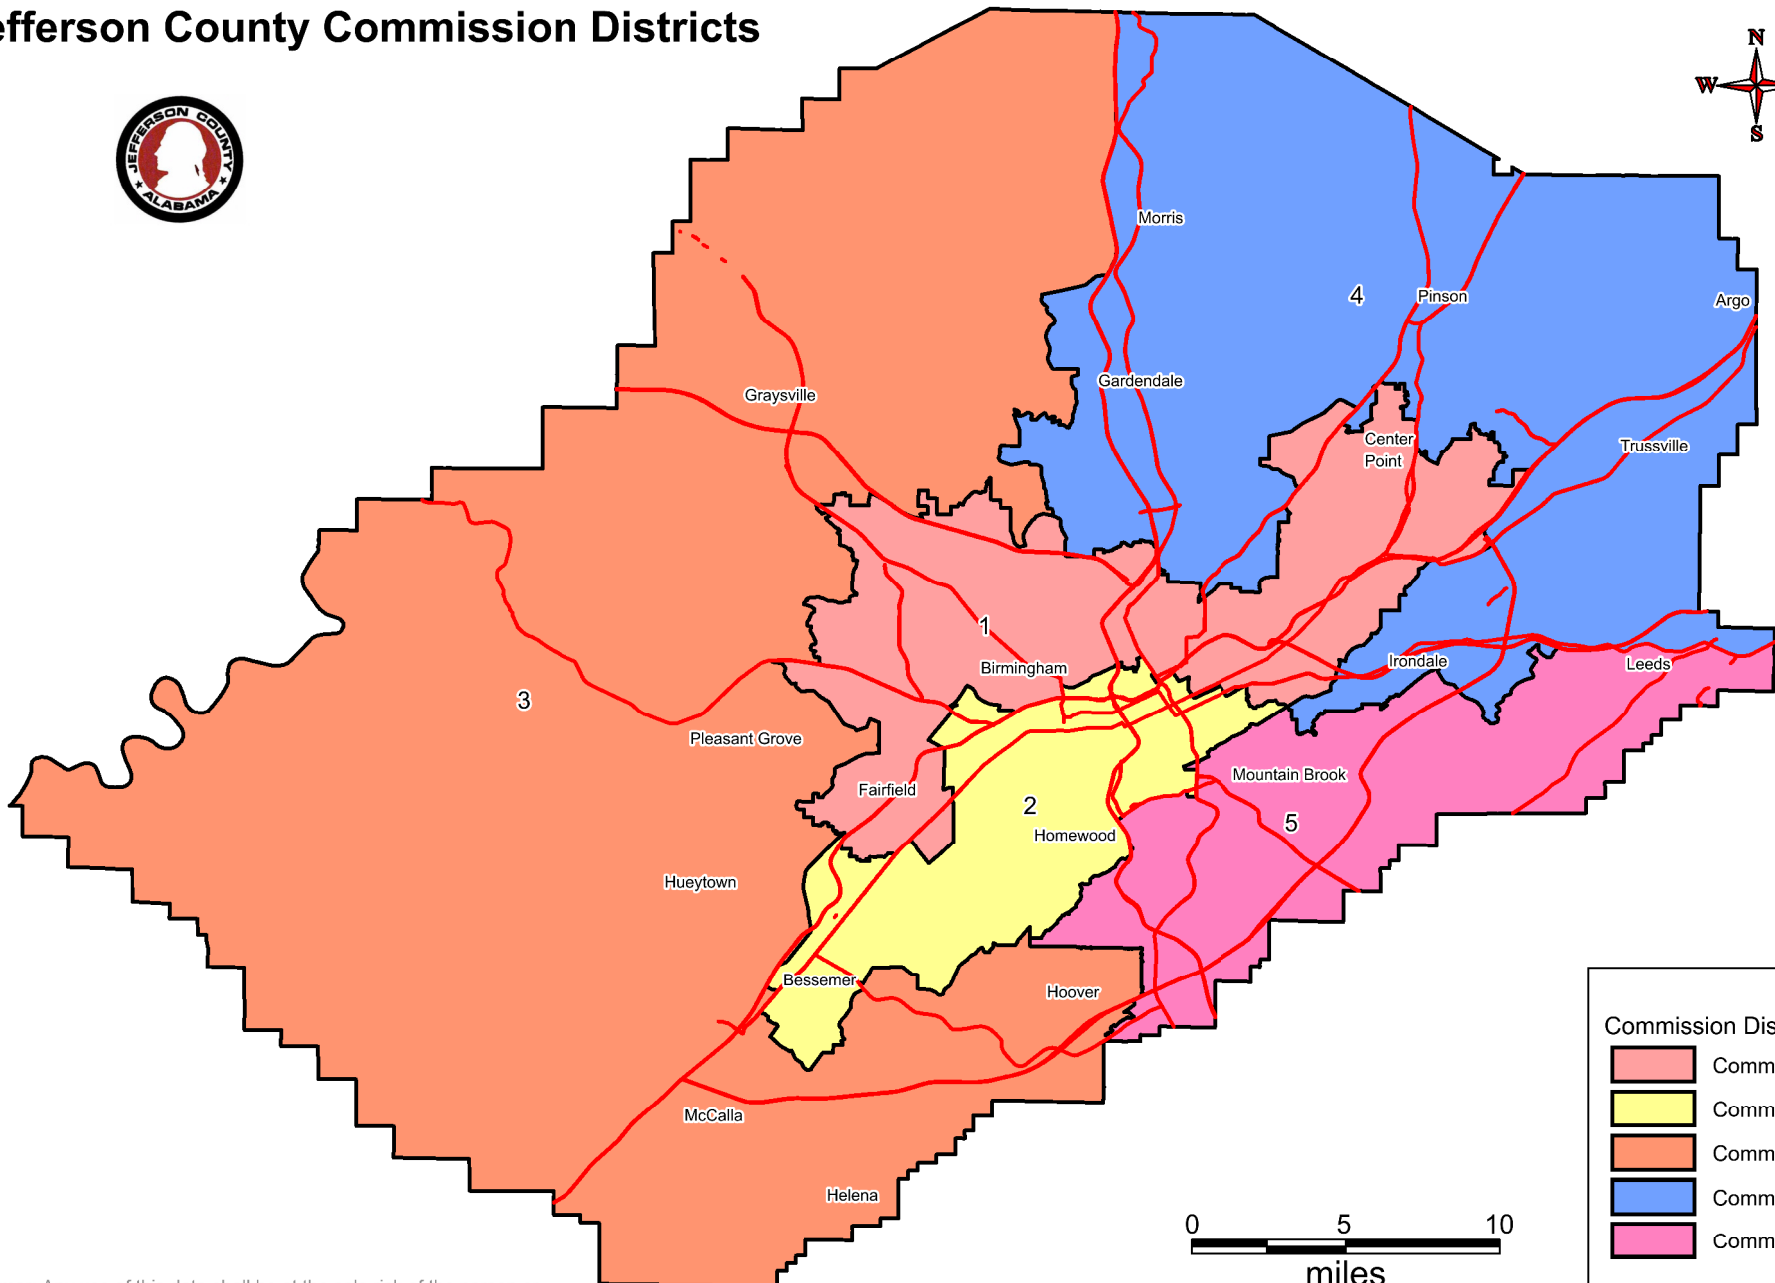 efferson County Commission Districts
JEFFERSON COUNTY
ALABAMA
N
W
S
Morris
4
Pinson
Argo
Gardendale
Graysville
Center
Point
Trussville
1
Birmingham
Irondale
Leeds
3
Pleasant Grove
Mountain Brook
Fairfield
2
5
Homewood
Hueytown
Bessemer
Hoover
McCalla
Helena
Commission Dis
Comm
Comm
Comm
Comm
Comm
0 5 10
miles